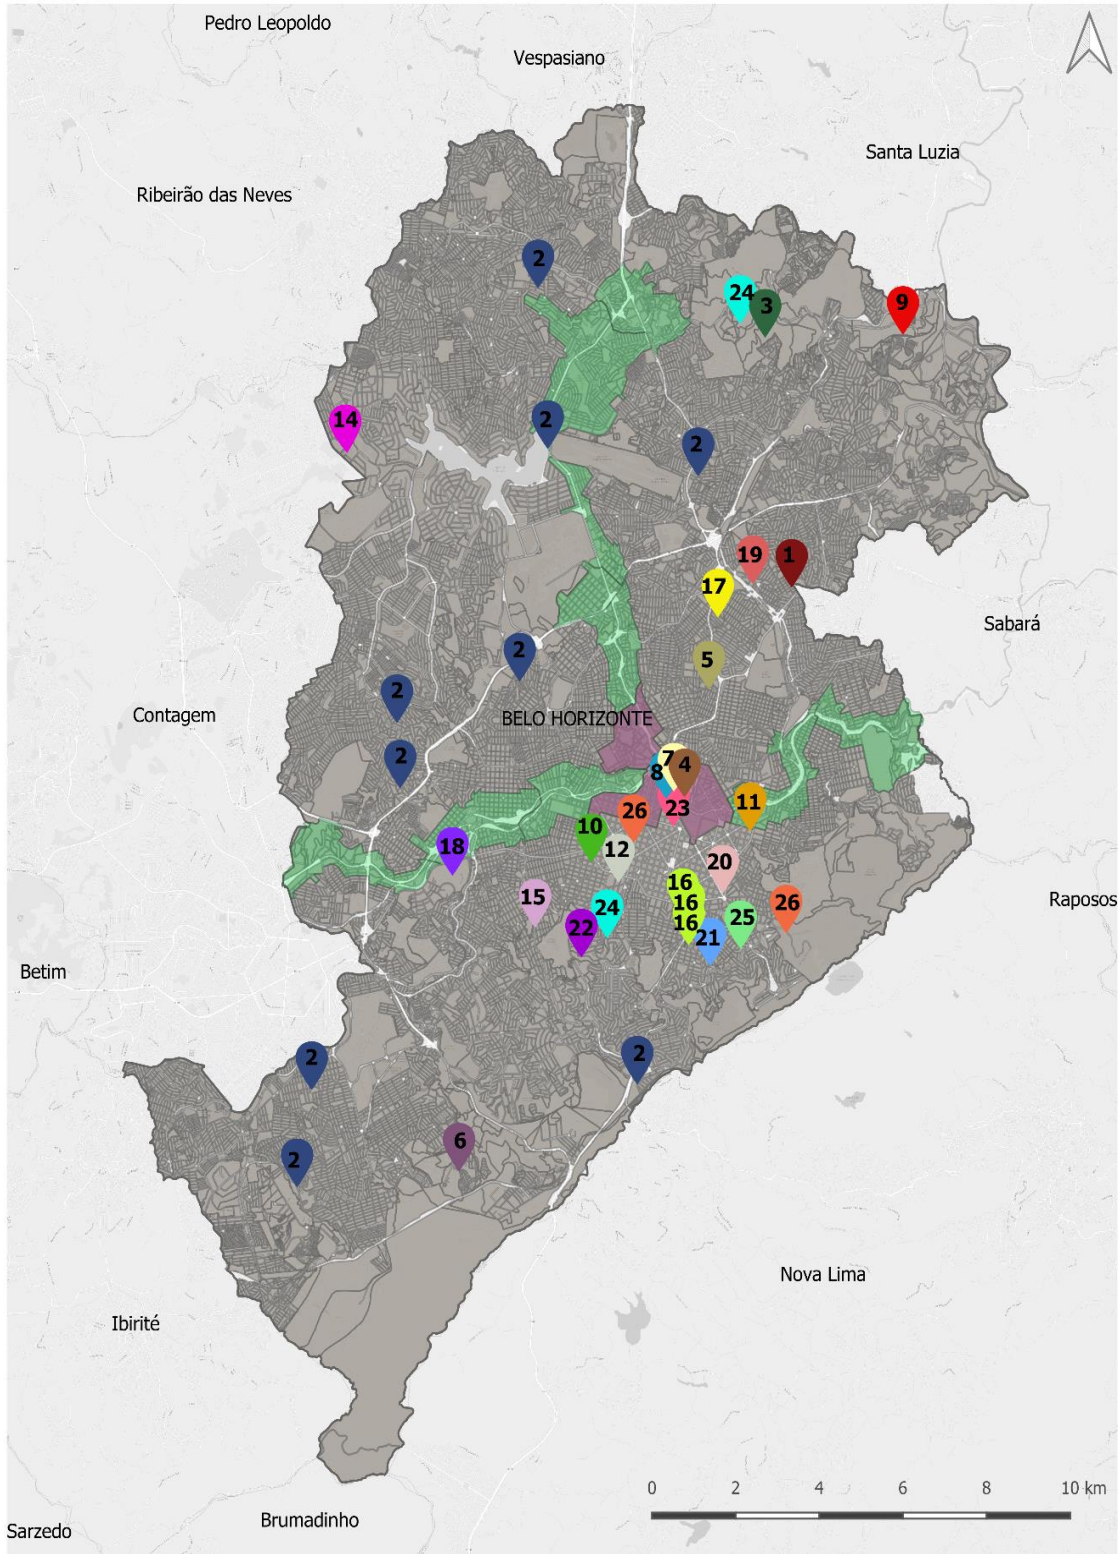 Pedro Leopoldo
Vespasiano
Santa Luzia
Ribeirão das Neves
2
24
3
9
14
2
2
19
1
17
Sabará
2
5
2
Contagem
BELO HORIZONTE
2
7
4
8
11
23
26
10
18
12
20
16
15
24
16
26
Raposos
16
25
22
21
Betim
2
2
6
2
Nova Lima
Ibirité
0 2 4 6 8 10 km
Brumadinho
Sarzedo